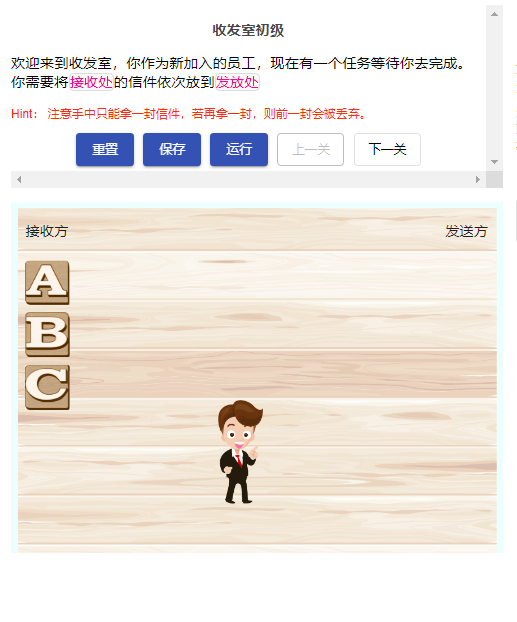 收发室初级
欢迎来到收发室，你作为新加入的员工，现在有一个任务等待你去完成。
你需要将接收处的信件依次放到发放处
Hint： 注意手中只能拿一封信件，若再拿一封，则前一封会被丢弃。
重置 保存 运行 上一关 下一关
接收方 发送方
A
B
C